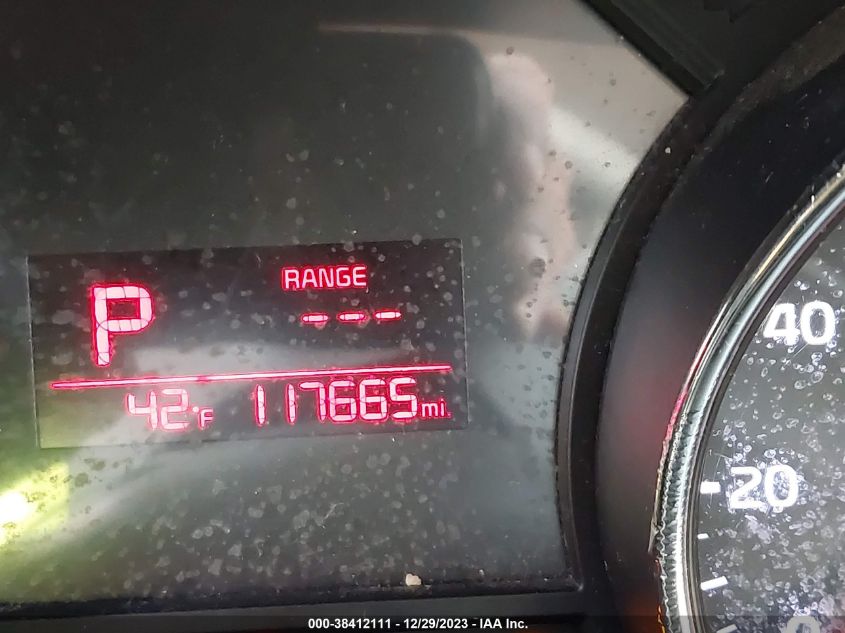 RANGE
P ---
42°F 117665 mi.
40
20
000-38412111 - 12/29/2023 - IAA Inc.